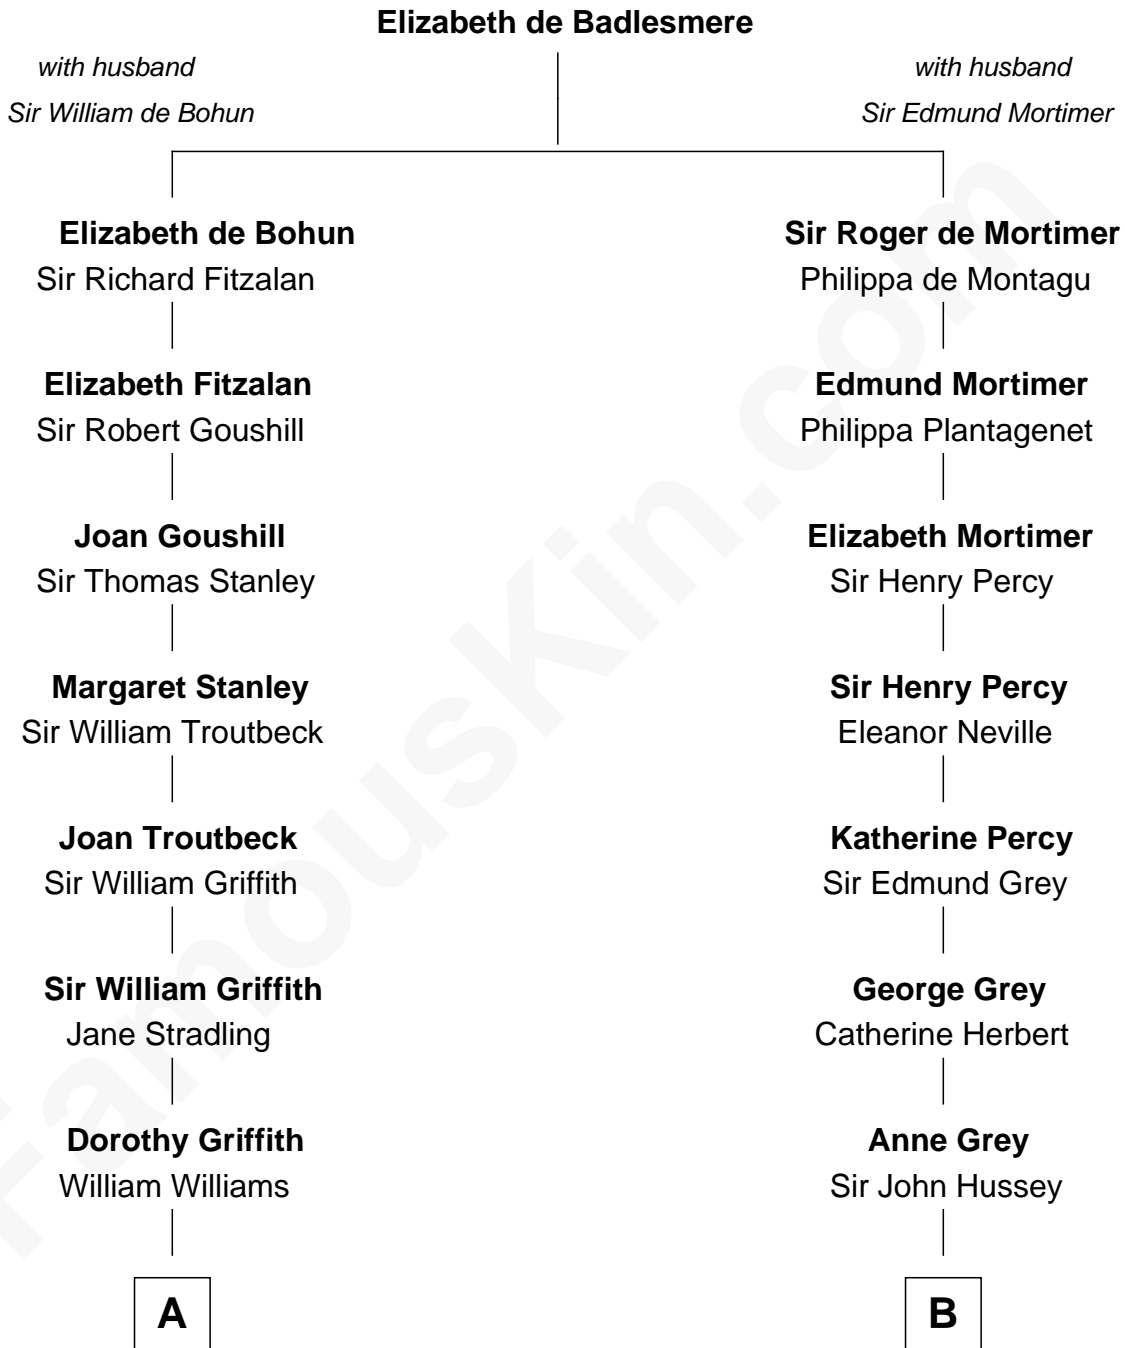 Elizabeth de Badlesmere
with husband
Sir William de Bohun
with husband
Sir Edmund Mortimer
Elizabeth de Bohun
Sir Richard Fitzalan
Elizabeth Fitzalan
Sir Robert Goushill
Joan Goushill
Sir Thomas Stanley
Margaret Stanley
Sir William Troutbeck
Joan Troutbeck
Sir William Griffith
Sir William Griffith
Jane Stradling
Dorothy Griffith
William Williams
A
Sir Roger de Mortimer
Philippa de Montagu
Edmund Mortimer
Philippa Plantagenet
Elizabeth Mortimer
Sir Henry Percy
Sir Henry Percy
Eleanor Neville
Katherine Percy
Sir Edmund Grey
George Grey
Catherine Herbert
Anne Grey
Sir John Hussey
B
FamousKin.com